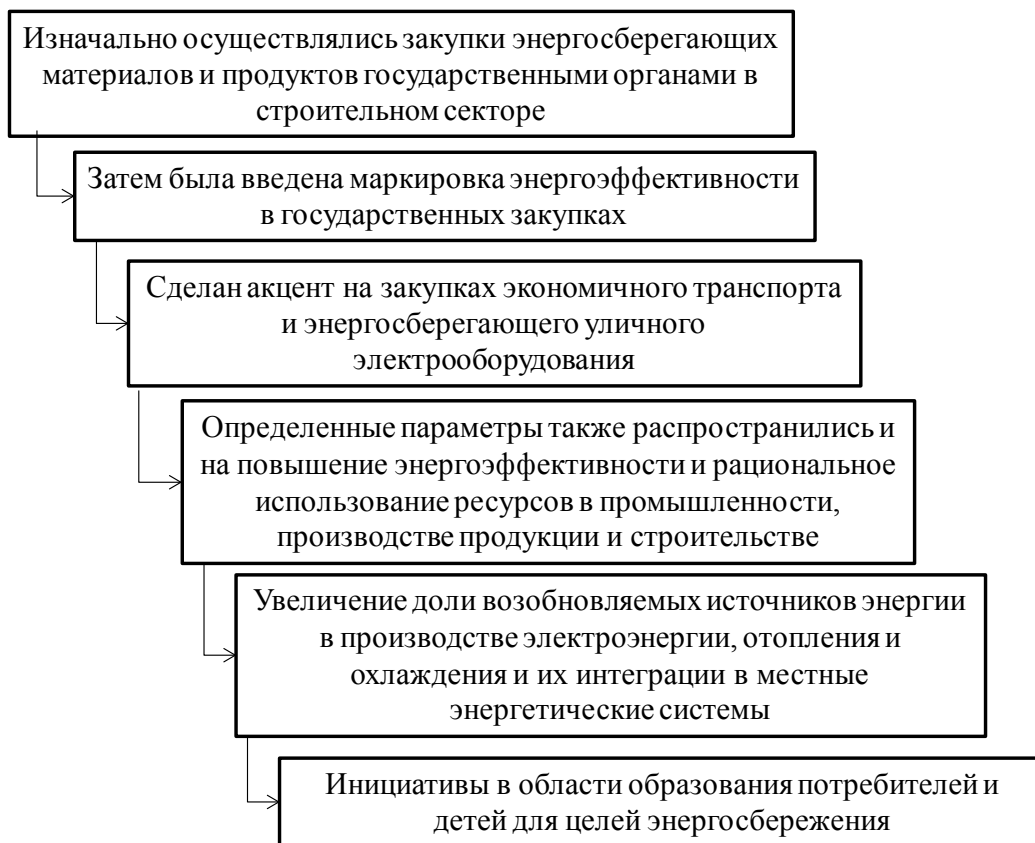 Изначально осуществлялись закупки энергосберегающих
материалов и продуктов государственными органами в
строительном секторе
Затем была введена маркировка энергоэффективности
в государственных закупках
Сделан акцент на закупках экономичного транспорта
и энергосберегающего уличного
электрооборудования
Определенные параметры также распространились и
на повышение энергоэффективности и рациональное
использование ресурсов в промышленности,
производстве продукции и строительстве
Увеличение доли возобновляемых источников энергии
в производстве электроэнергии, отопления и
охлаждения и их интеграции в местные
энергетические системы
Инициативы в области образования потребителей и
детей для целей энергосбережения